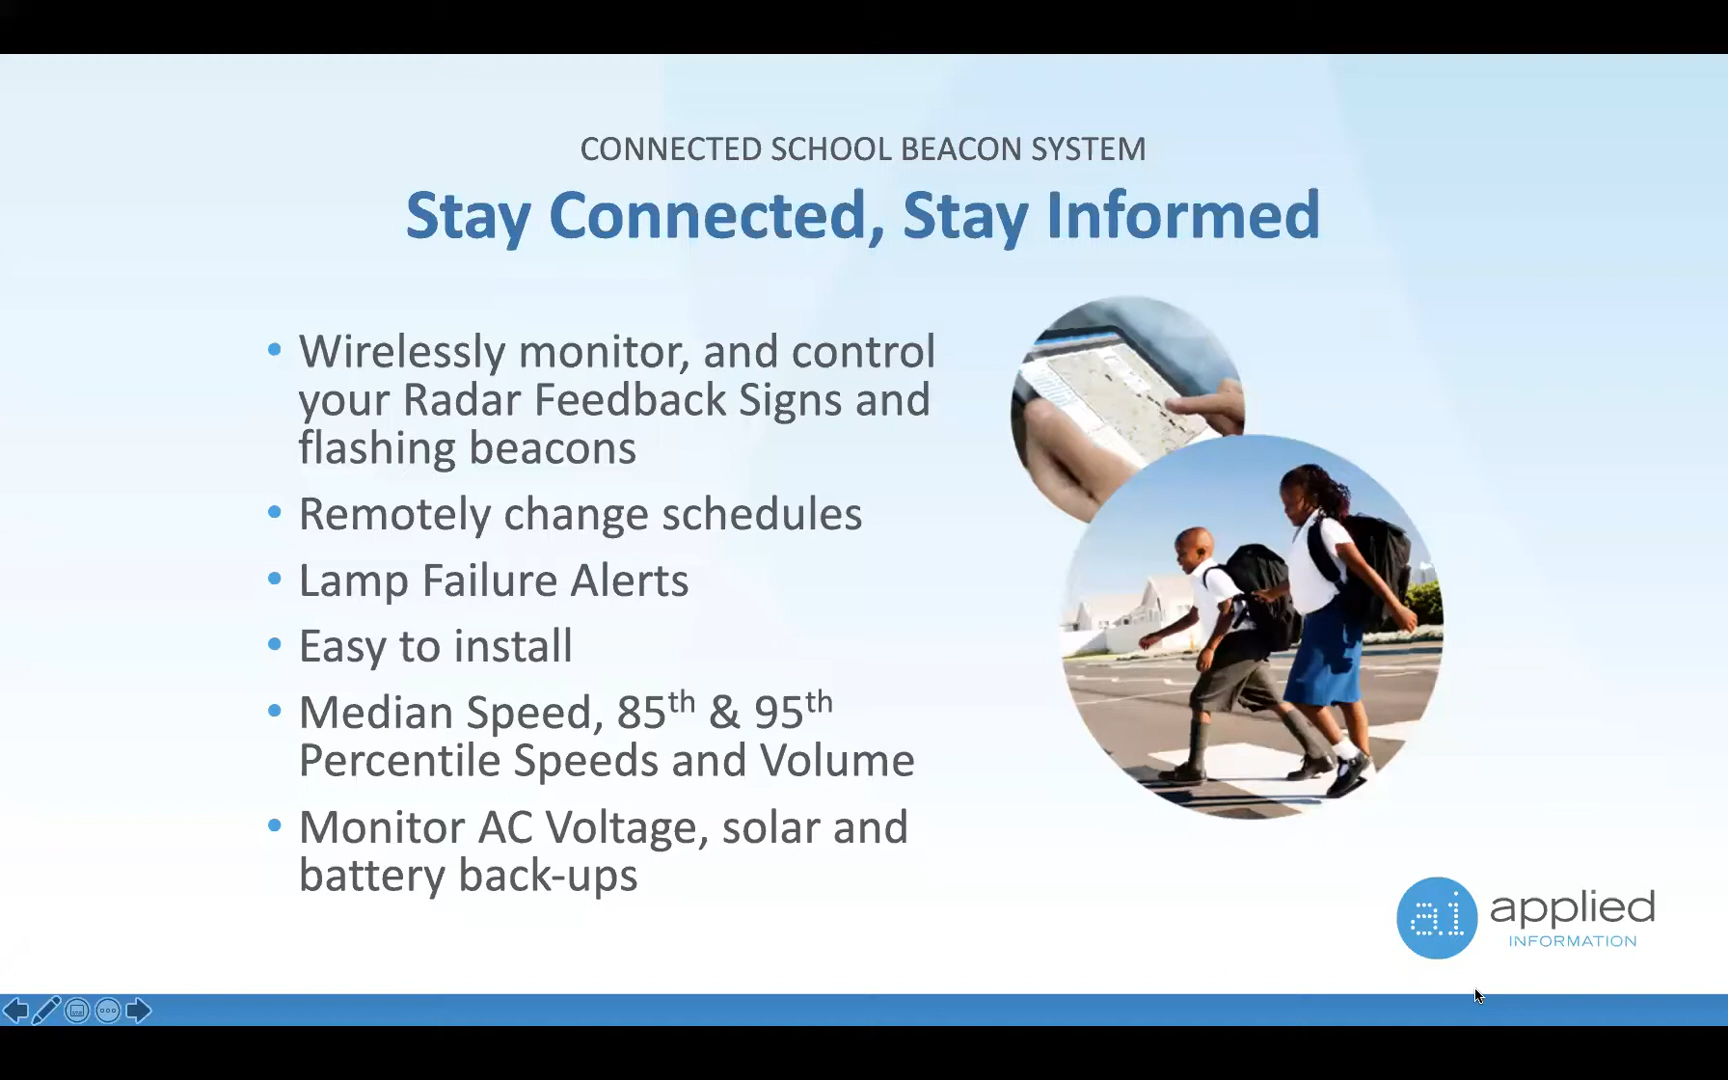 CONNECTED SCHOOL BEACON SYSTEM
Stay Connected, Stay Informed
• Wirelessly monitor, and control
your Radar Feedback Signs and
flashing beacons
• Remotely change schedules
• Lamp Failure Alerts
• Easy to install
• Median Speed, 85th & 95th
Percentile Speeds and Volume
• Monitor AC Voltage, solar and
battery back-ups
ai applied
INFORMATION